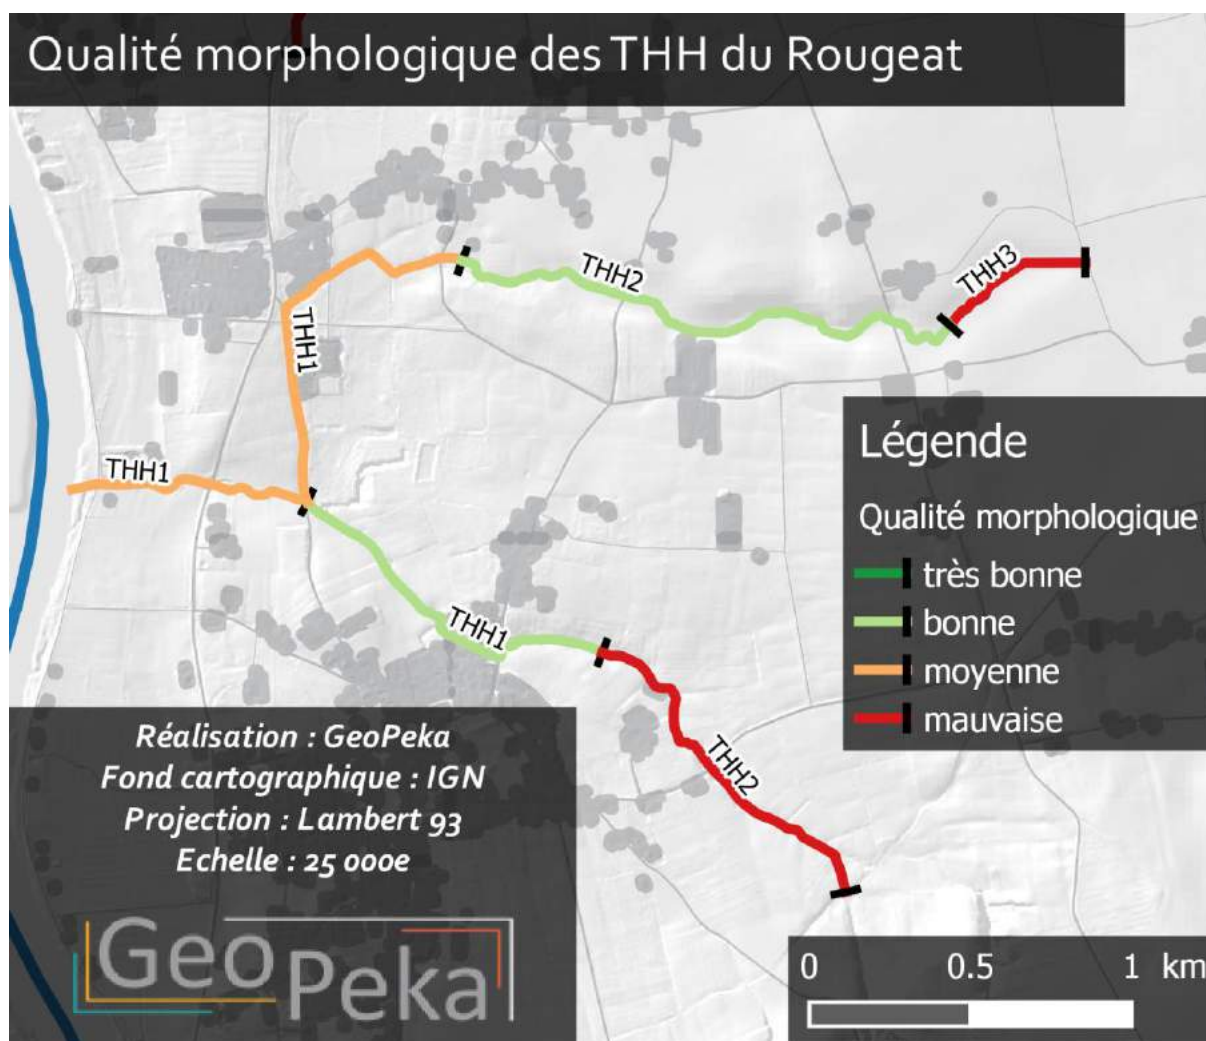 Qualité morphologique des THH du Rougeat
THH2
THH3
THH1
THH1
THH1
THH2
Légende
Qualité morphologique
très bonne
bonne
moyenne
mauvaise
Réalisation : GeoPeka
Fond cartographique : IGN
Projection : Lambert 93
Echelle : 25 000e
GeoPeka
0 0.5 1 km